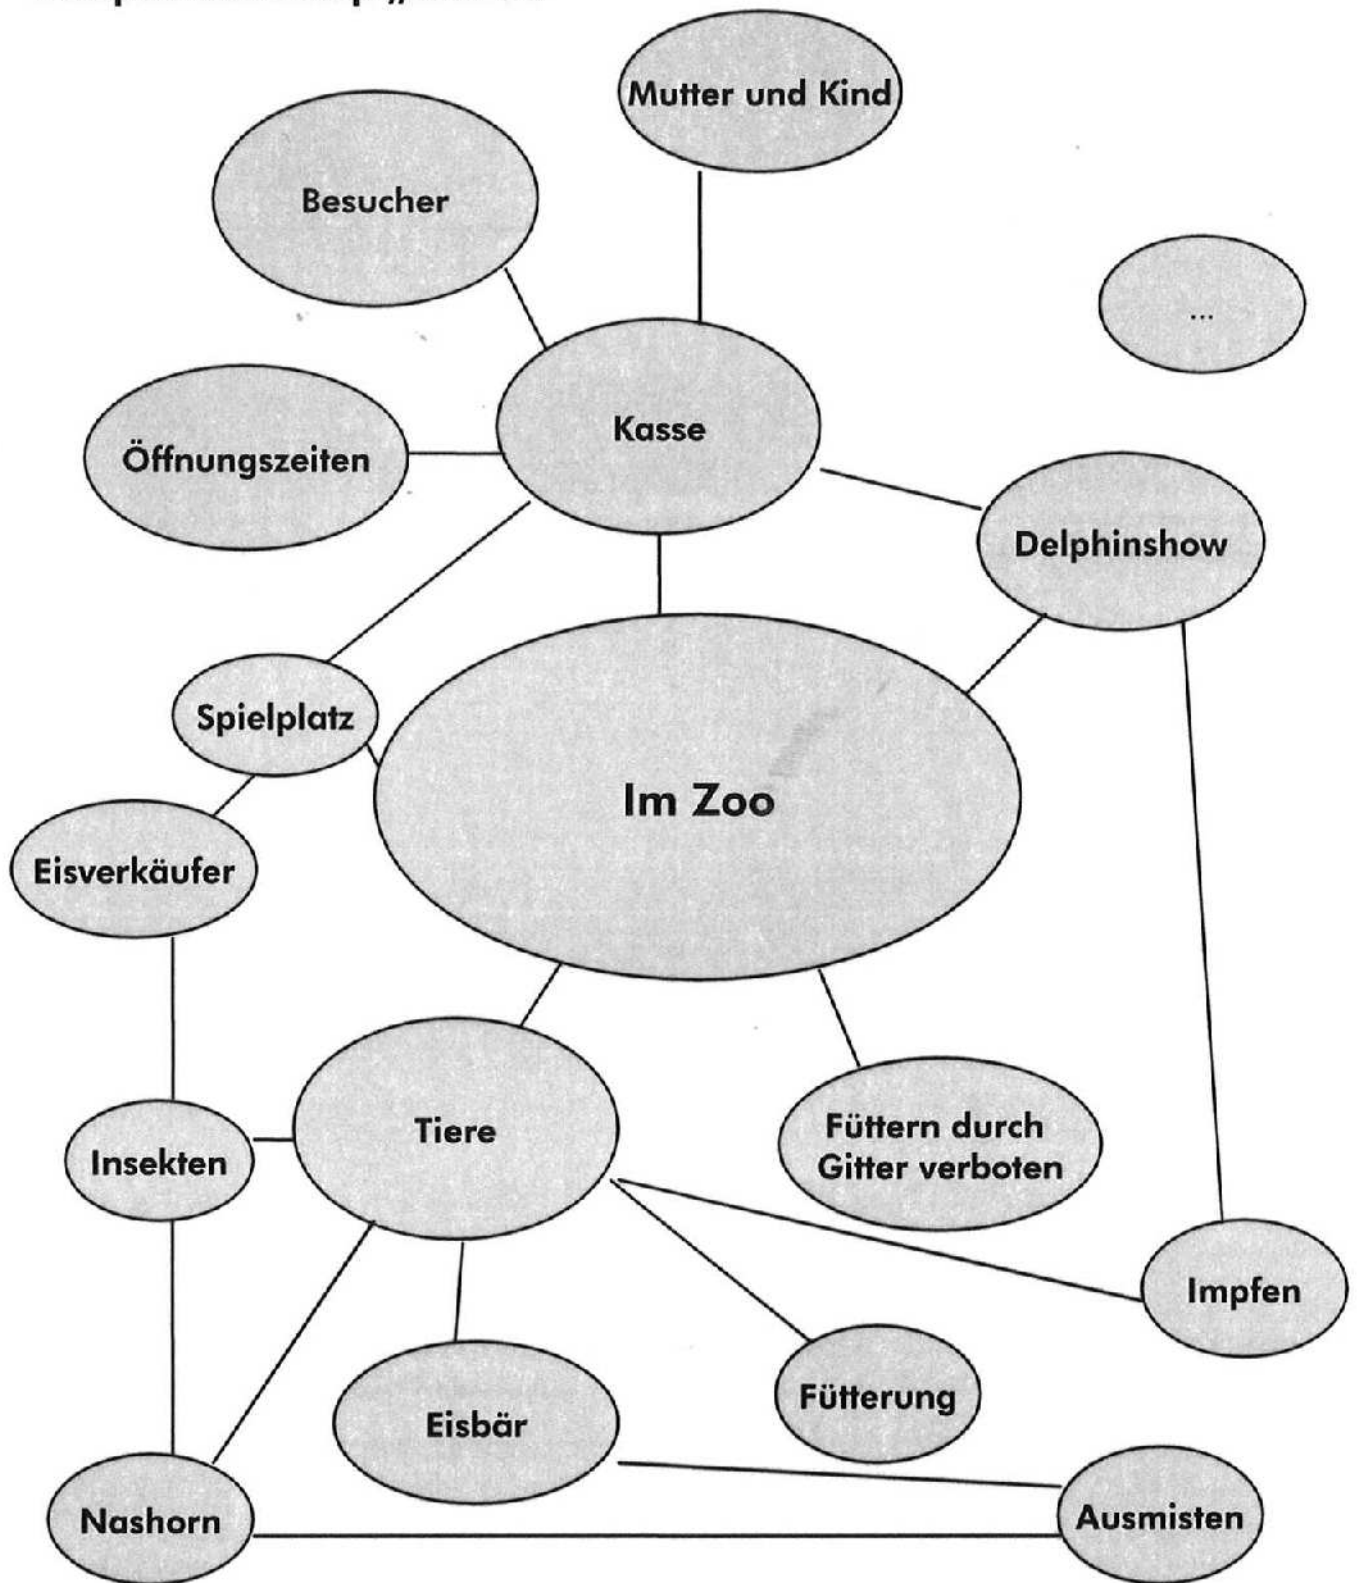 Mutter und Kind
Besucher
...
Kasse
Öffnungszeiten
Delphinshow
Spielplatz
Im Zoo
Eisverkäufer
Tiere
Füttern durch
Gitter verboten
Insekten
Impfen
Fütterung
Eisbär
Nashorn
Ausmisten